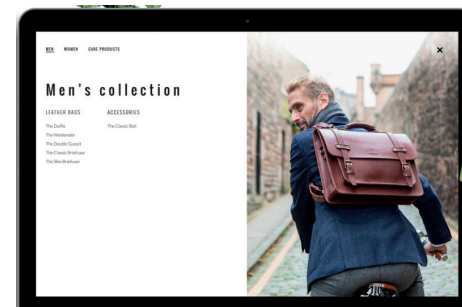 MEN WOMEN CARE PRODUCTS
Men's collection
LEATHER BAGS ACCESSORIES
The Duffle The Classic Belt
The Weekender
The Double Gusset
The Classic Briefcase
The Slim Briefcase